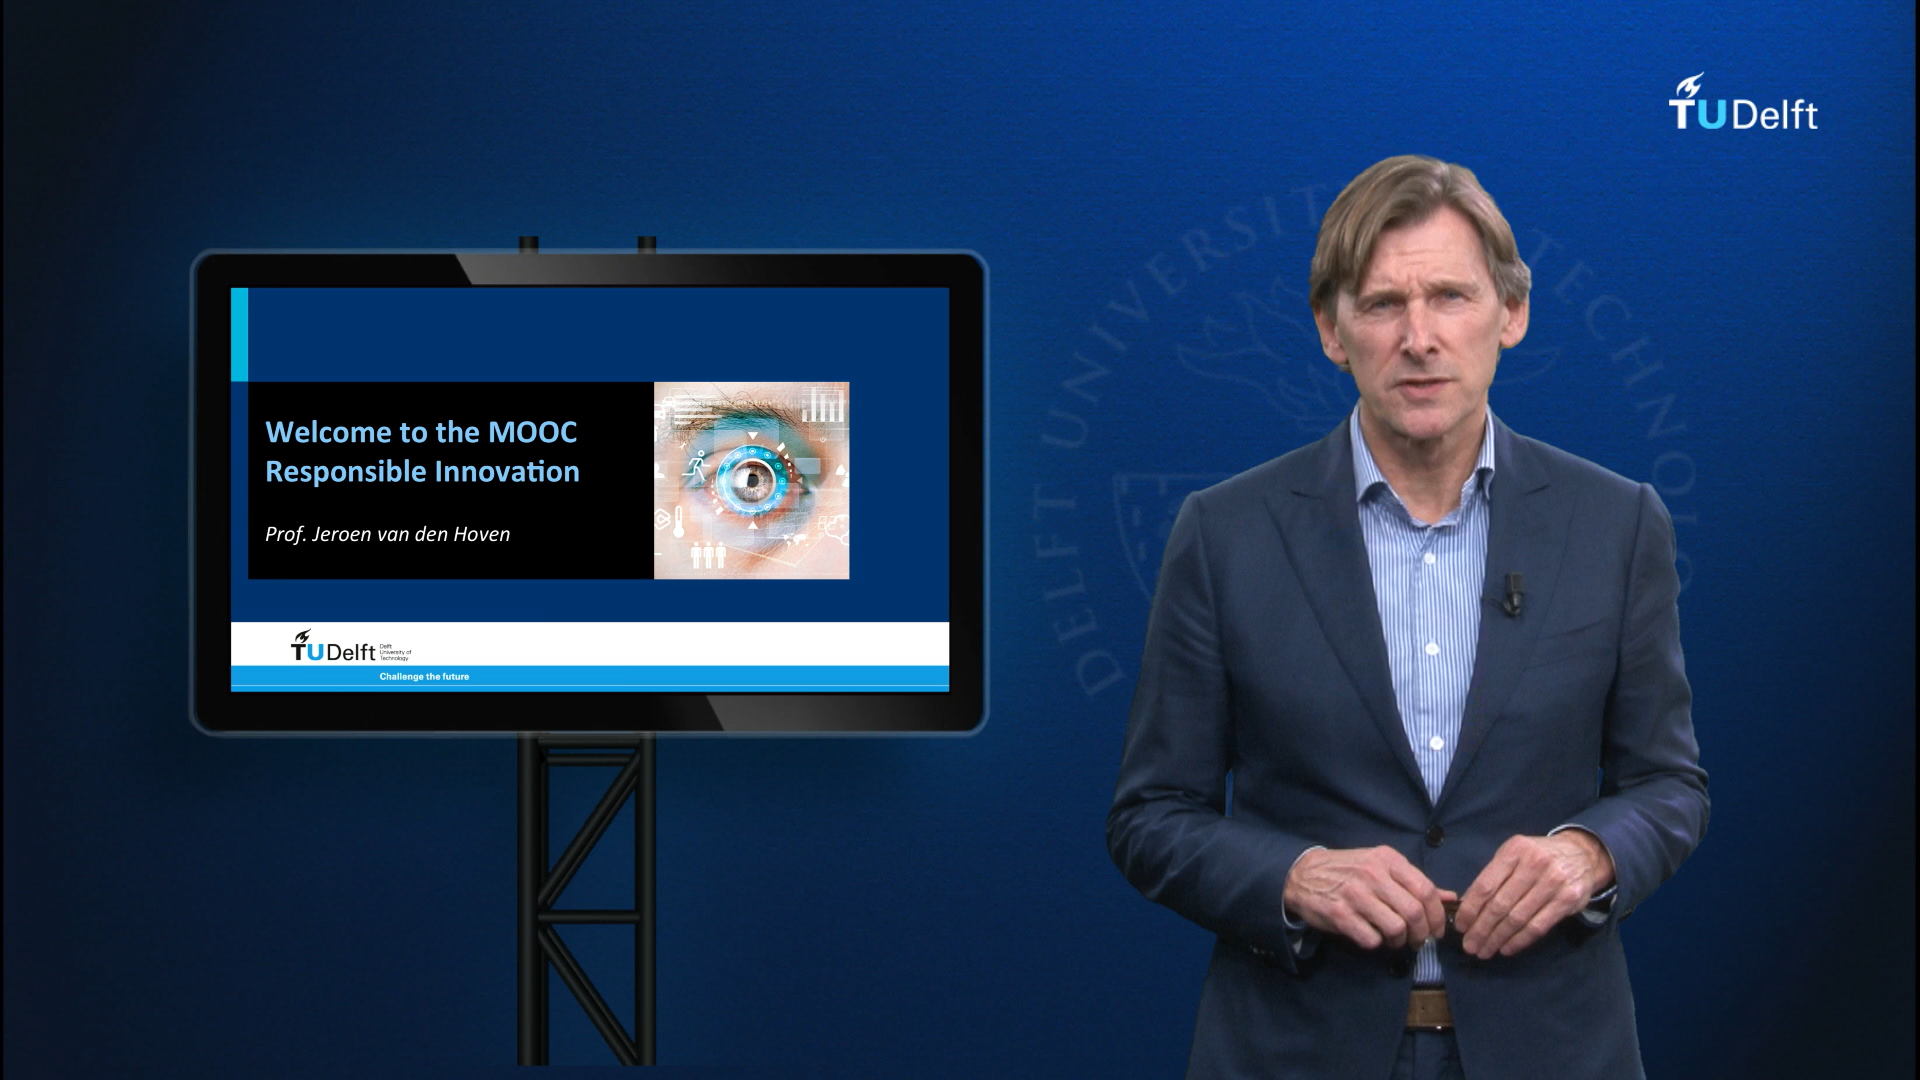 TU Delft
DELFT UNIVERSITY TECHNOLOGY
Welcome to the MOOC
Responsible Innovation
Prof. Jeroen van den Hoven
TU Delft
Delft
University of
Technology
Challenge the future